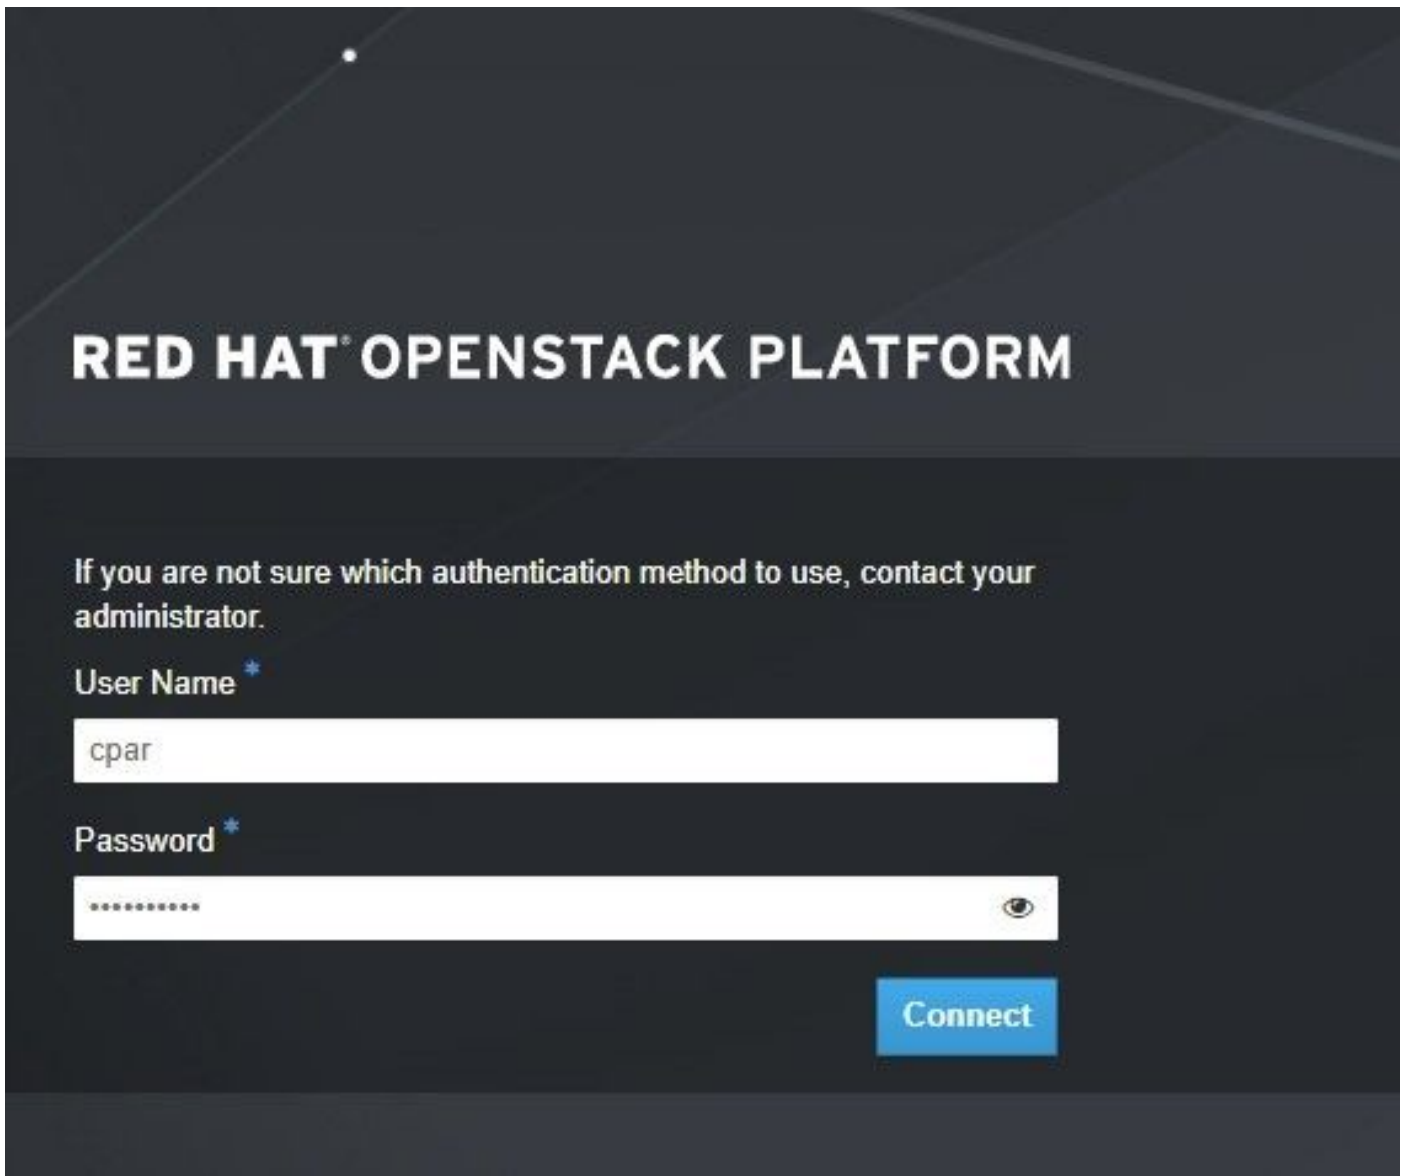 RED HAT® OPENSTACK PLATFORM
If you are not sure which authentication method to use, contact your
administrator.
User Name *
cpar
Password *
••••••••••
Connect